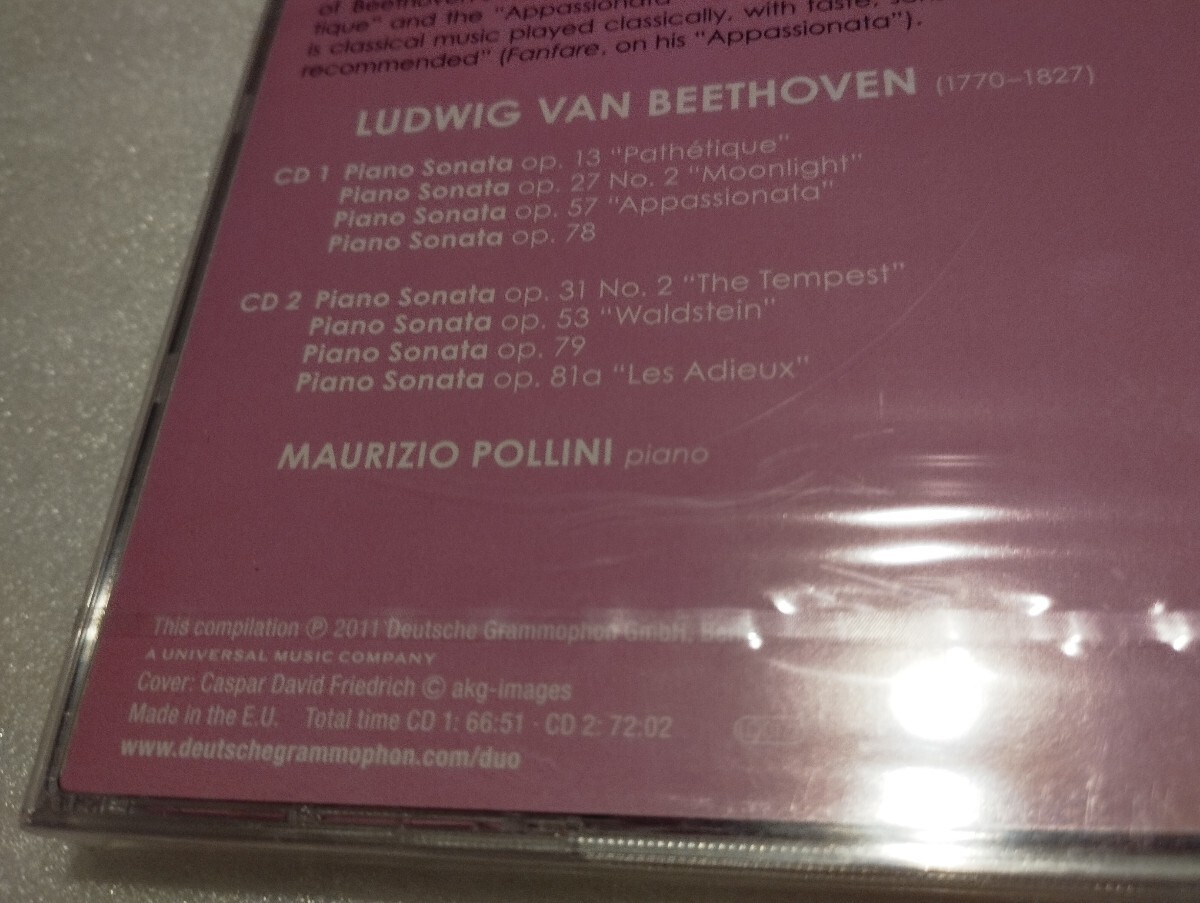 of Beethoven
tique" and the "Appassionata"
is classical music played classically, with taste,
recommended" (Fanfare, on his "Appassionata").
LUDWIG VAN BEETHOVEN (1770–1827)
CD 1 Piano Sonata op. 13 "Pathétique"
Piano Sonata op. 27 No. 2 "Moonlight"
Piano Sonata op. 57 "Appassionata"
Piano Sonata op. 78
CD 2 Piano Sonata op. 31 No. 2 "The Tempest"
Piano Sonata op. 53 "Waldstein"
Piano Sonata op. 79
Piano Sonata op. 81a "Les Adieux"
MAURIZIO POLLINI piano
This compilation ℗ 2011 Deutsche Grammophon GmbH,
A UNIVERSAL MUSIC COMPANY
Cover: Caspar David Friedrich © akg-images
Made in the E.U. Total time CD 1: 66:51 · CD 2: 72:02
www.deutschegrammophon.com/duo